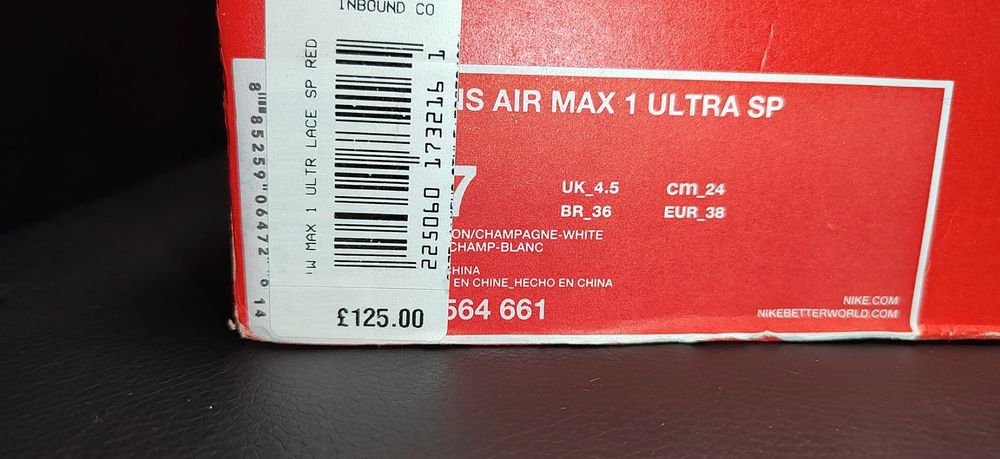 INBOUND CO
'W MAX 1 ULTR LACE SP RED
225060 173216 1
£125.00
8 85259 06472 6 14
NS AIR MAX 1 ULTRA SP
7
UK_4.5 cm_24
BR_36 EUR_38
ON/CHAMPAGNE-WHITE
CHAMP-BLANC
CHINA
EN CHINE_HECHO EN CHINA
564 661
NIKE.COM
NIKEBETTERWORLD.COM